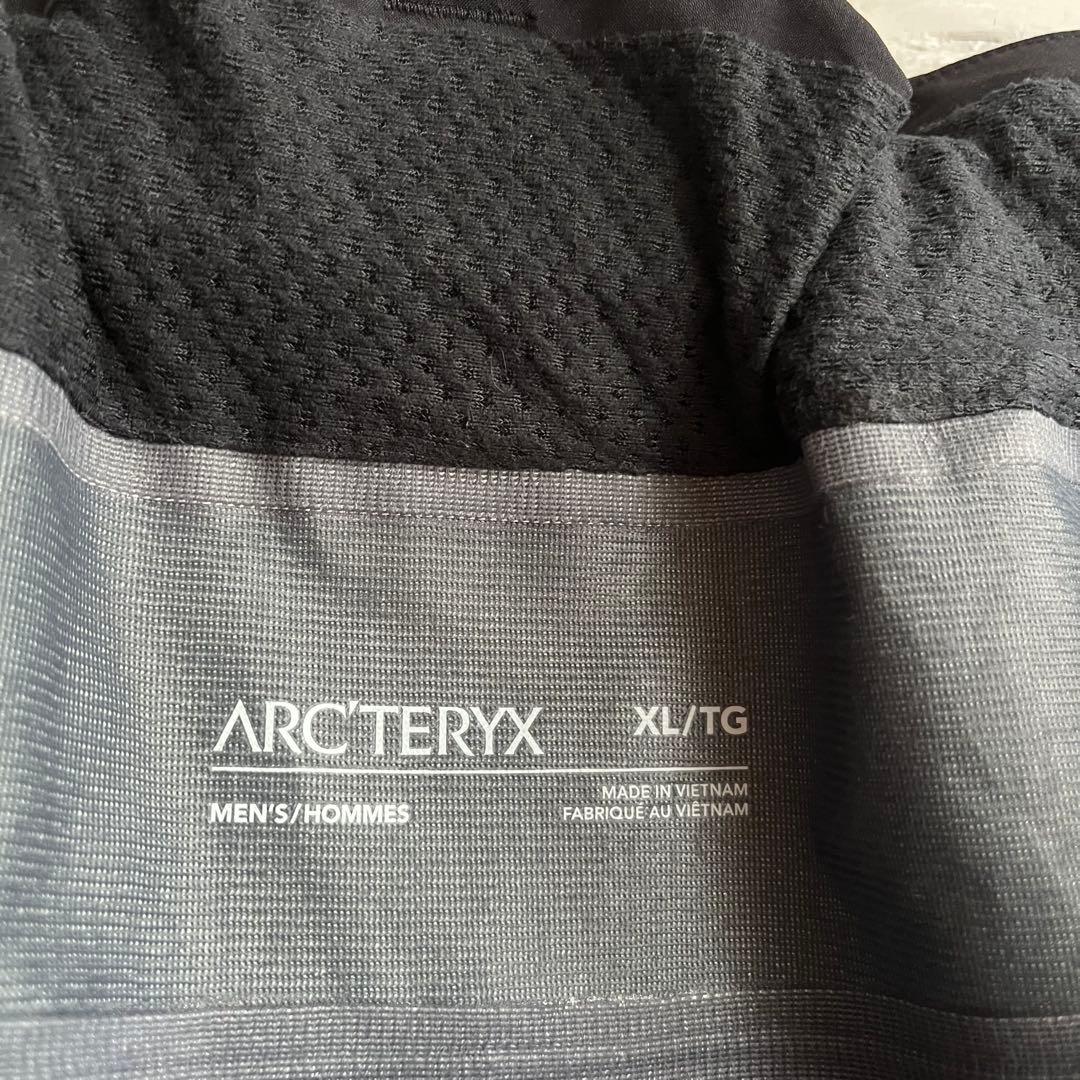 ARC'TERYX XL/TG
MEN'S/HOMMES
MADE IN VIETNAM
FABRIQUÉ AU VIÊTNAM